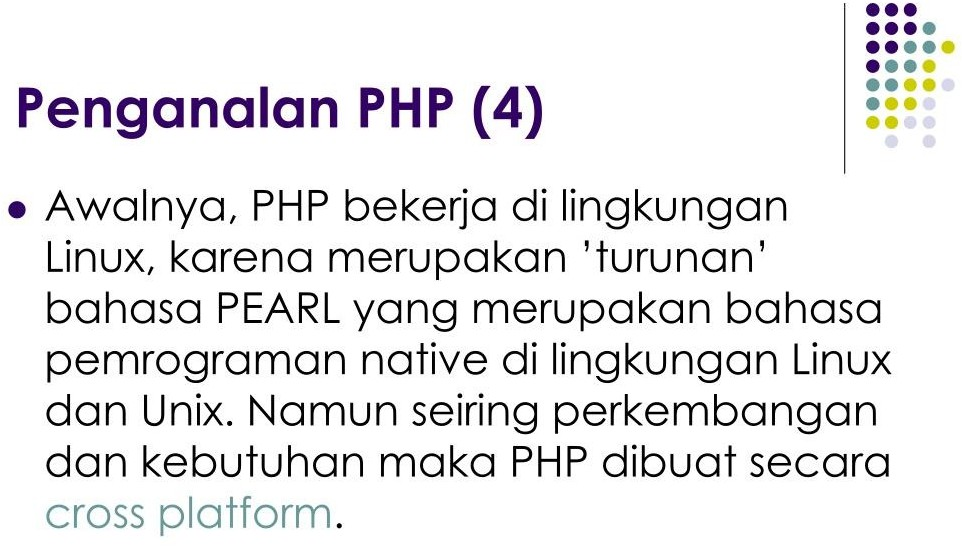 Penganalan PHP (4)
● Awalnya, PHP bekerja di lingkungan
Linux, karena merupakan ’turunan’
bahasa PEARL yang merupakan bahasa
pemrograman native di lingkungan Linux
dan Unix. Namun seiring perkembangan
dan kebutuhan maka PHP dibuat secara
cross platform.